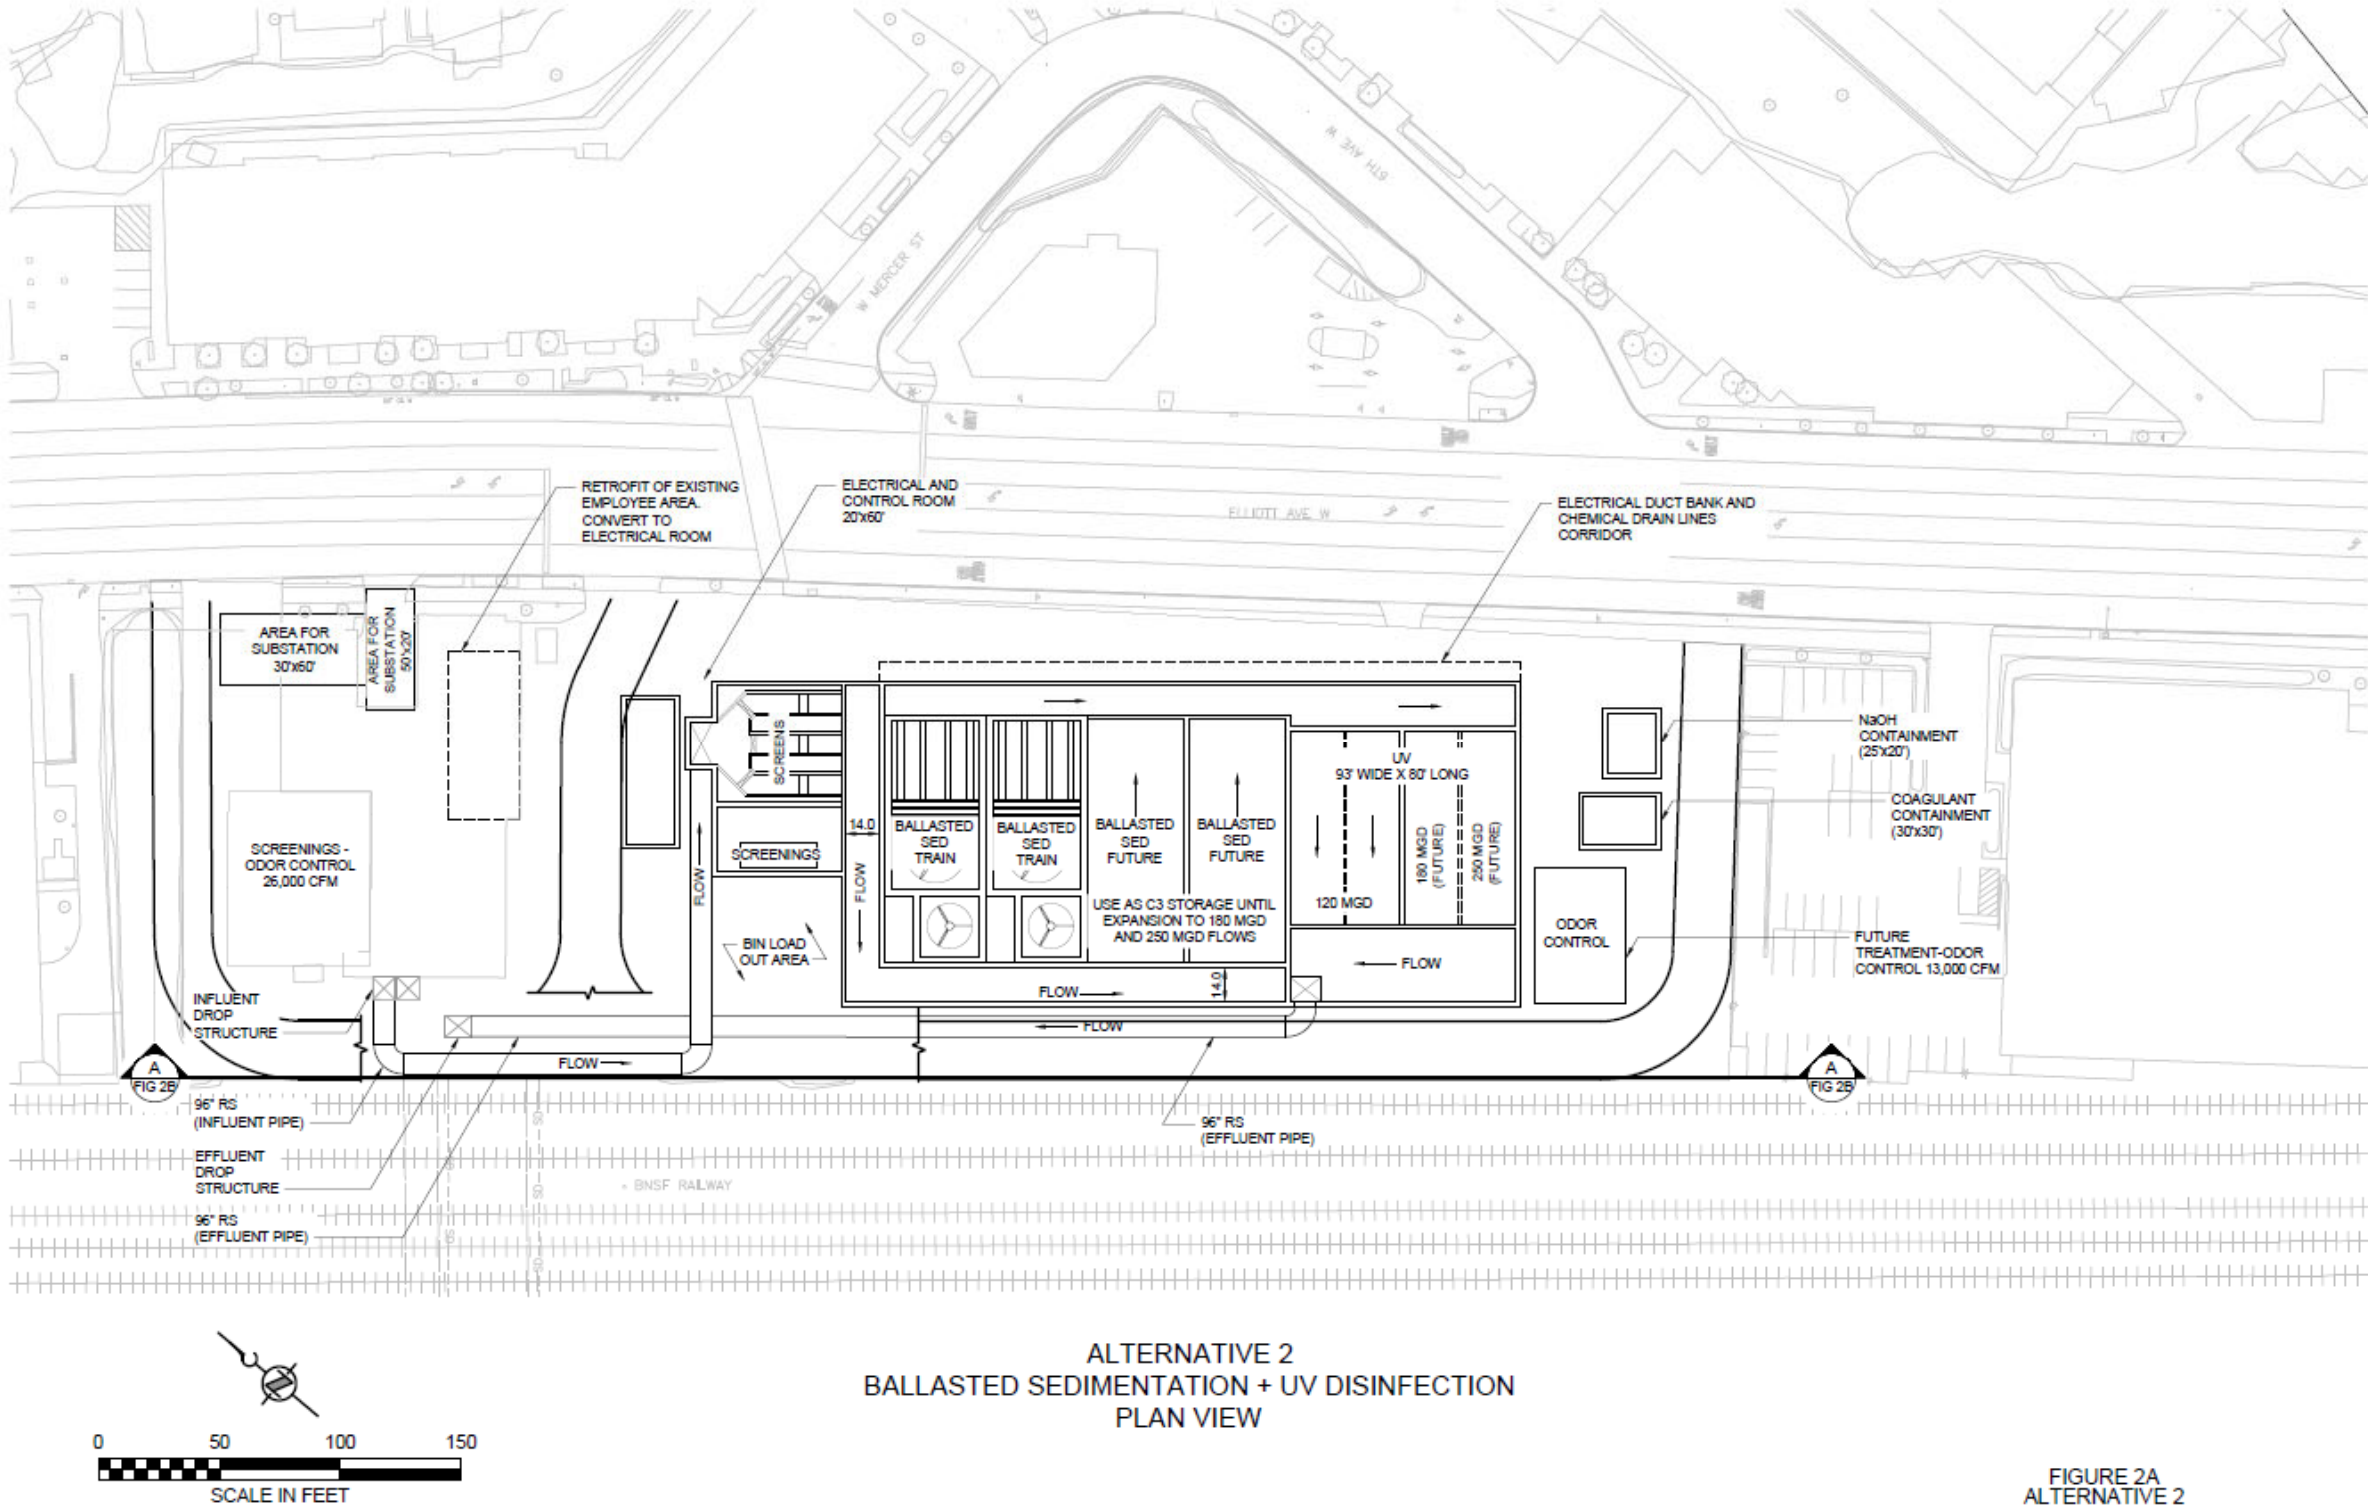 6TH AVE W
W MERCER ST
RETROFIT OF EXISTING
EMPLOYEE AREA.
CONVERT TO
ELECTRICAL ROOM
ELECTRICAL AND
CONTROL ROOM
20'x60'
ELLIOTT AVE W
ELECTRICAL DUCT BANK AND
CHEMICAL DRAIN LINES
CORRIDOR
AREA FOR
SUBSTATION
30'x60'
AREA FOR
SUBSTATION
50'x20'
SCREENINGS -
ODOR CONTROL
26,000 CFM
SCREENS
SCREENINGS
FLOW
BIN LOAD
OUT AREA
14.0
FLOW
BALLASTED
SED
TRAIN
BALLASTED
SED
TRAIN
BALLASTED
SED
FUTURE
BALLASTED
SED
FUTURE
USE AS C3 STORAGE UNTIL
EXPANSION TO 180 MGD
AND 250 MGD FLOWS
UV
93' WIDE X 80' LONG
120 MGD
180 MGD
(FUTURE)
250 MGD
(FUTURE)
FLOW
FLOW
14.0
FLOW
FLOW
ODOR
CONTROL
NaOH
CONTAINMENT
(25'x20')
COAGULANT
CONTAINMENT
(30'x30')
FUTURE
TREATMENT-ODOR
CONTROL 13,000 CFM
INFLUENT
DROP
STRUCTURE
A
FIG 2B
A
FIG 2B
96" RS
(INFLUENT PIPE)
EFFLUENT
DROP
STRUCTURE
96" RS
(EFFLUENT PIPE)
96" RS
(EFFLUENT PIPE)
SD
SD
SD
BNSF RAILWAY
0 50 100 150
SCALE IN FEET
ALTERNATIVE 2
BALLASTED SEDIMENTATION + UV DISINFECTION
PLAN VIEW
FIGURE 2A
ALTERNATIVE 2